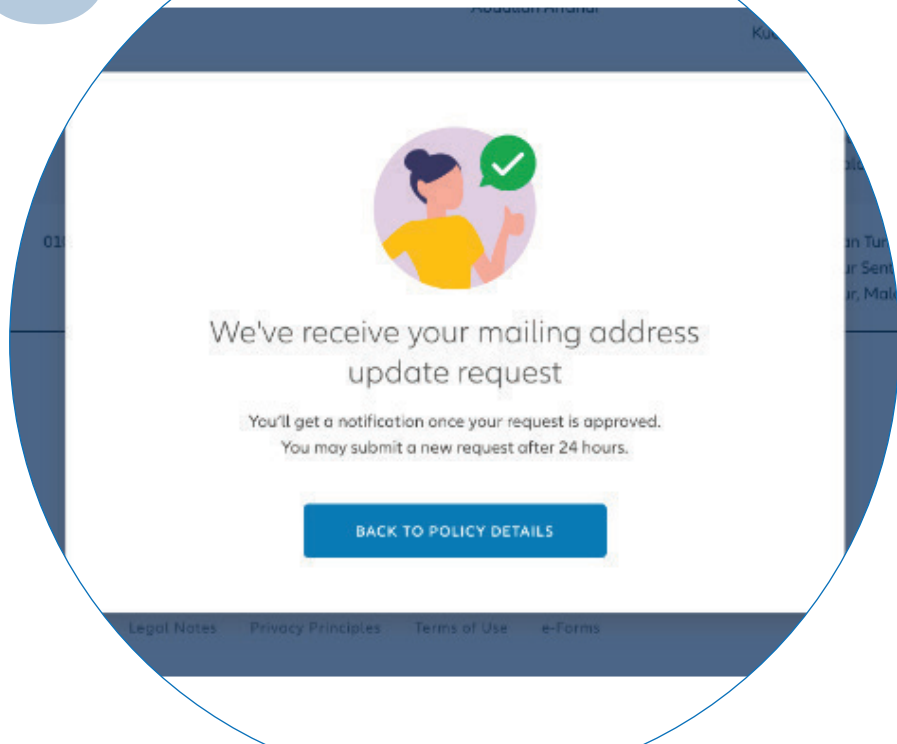 We've receive your mailing address
update request
You'll get a notification once your request is approved.
You may submit a new request after 24 hours.
BACK TO POLICY DETAILS
Legal Notes Privacy Principles Terms of Use e-Forms